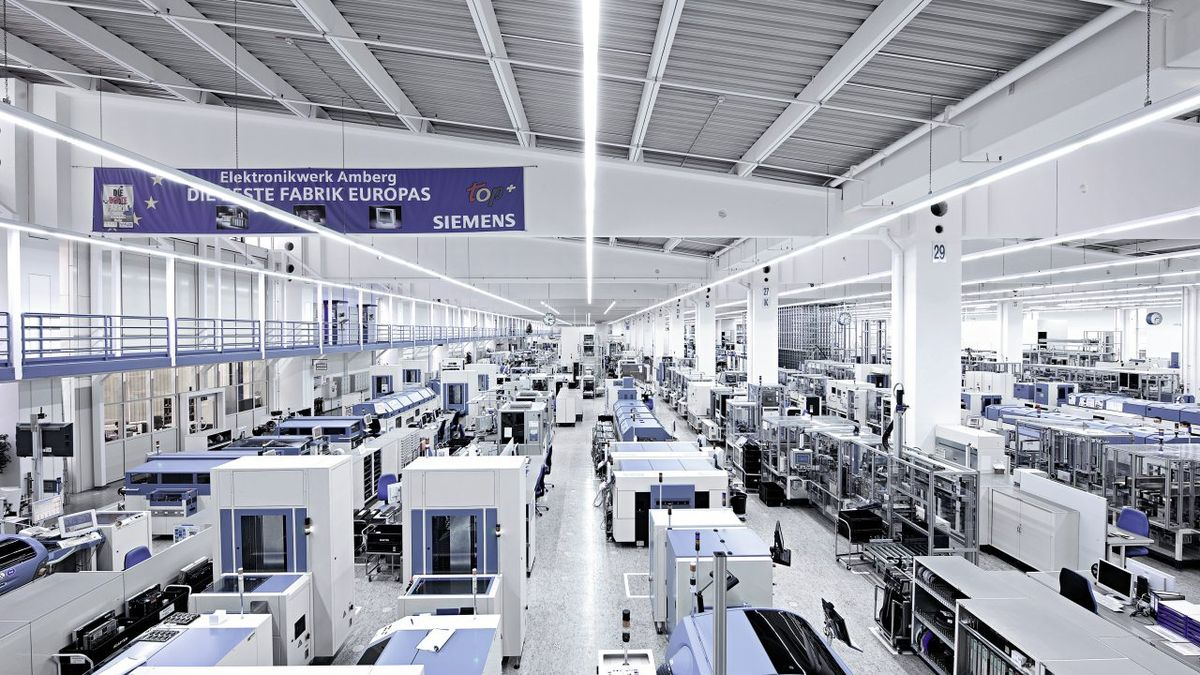 Elektronikwerk Amberg
DIE BESTE FABRIK EUROPAS
top+
SIEMENS
29
27
K